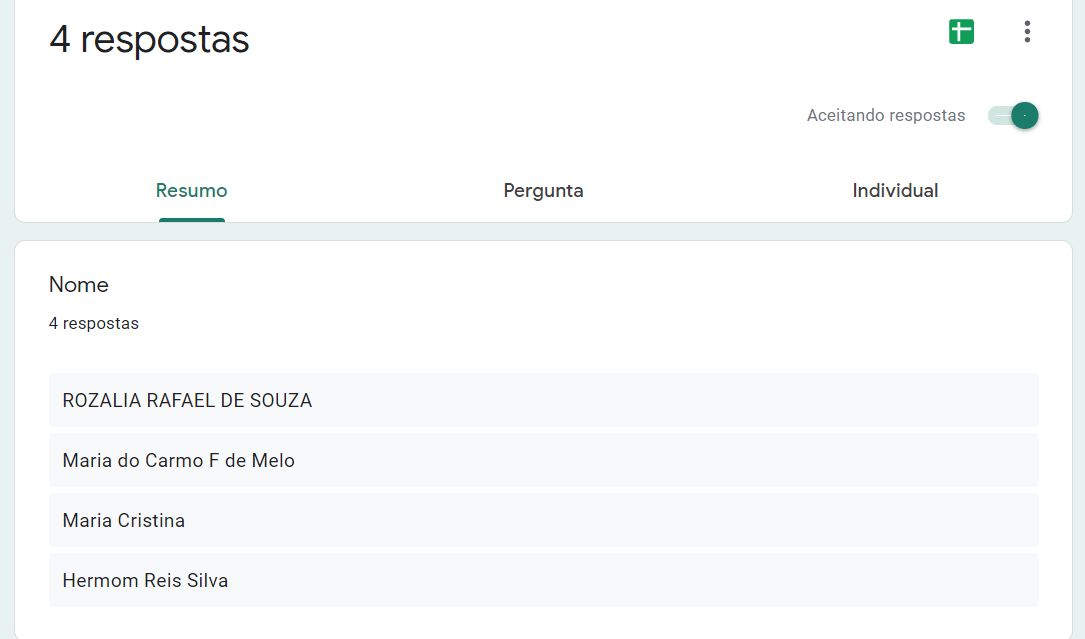 4 respostas
Aceitando respostas
Resumo
Pergunta
Individual
Nome
4 respostas
ROZALIA RAFAEL DE SOUZA
Maria do Carmo F de Melo
Maria Cristina
Hermom Reis Silva